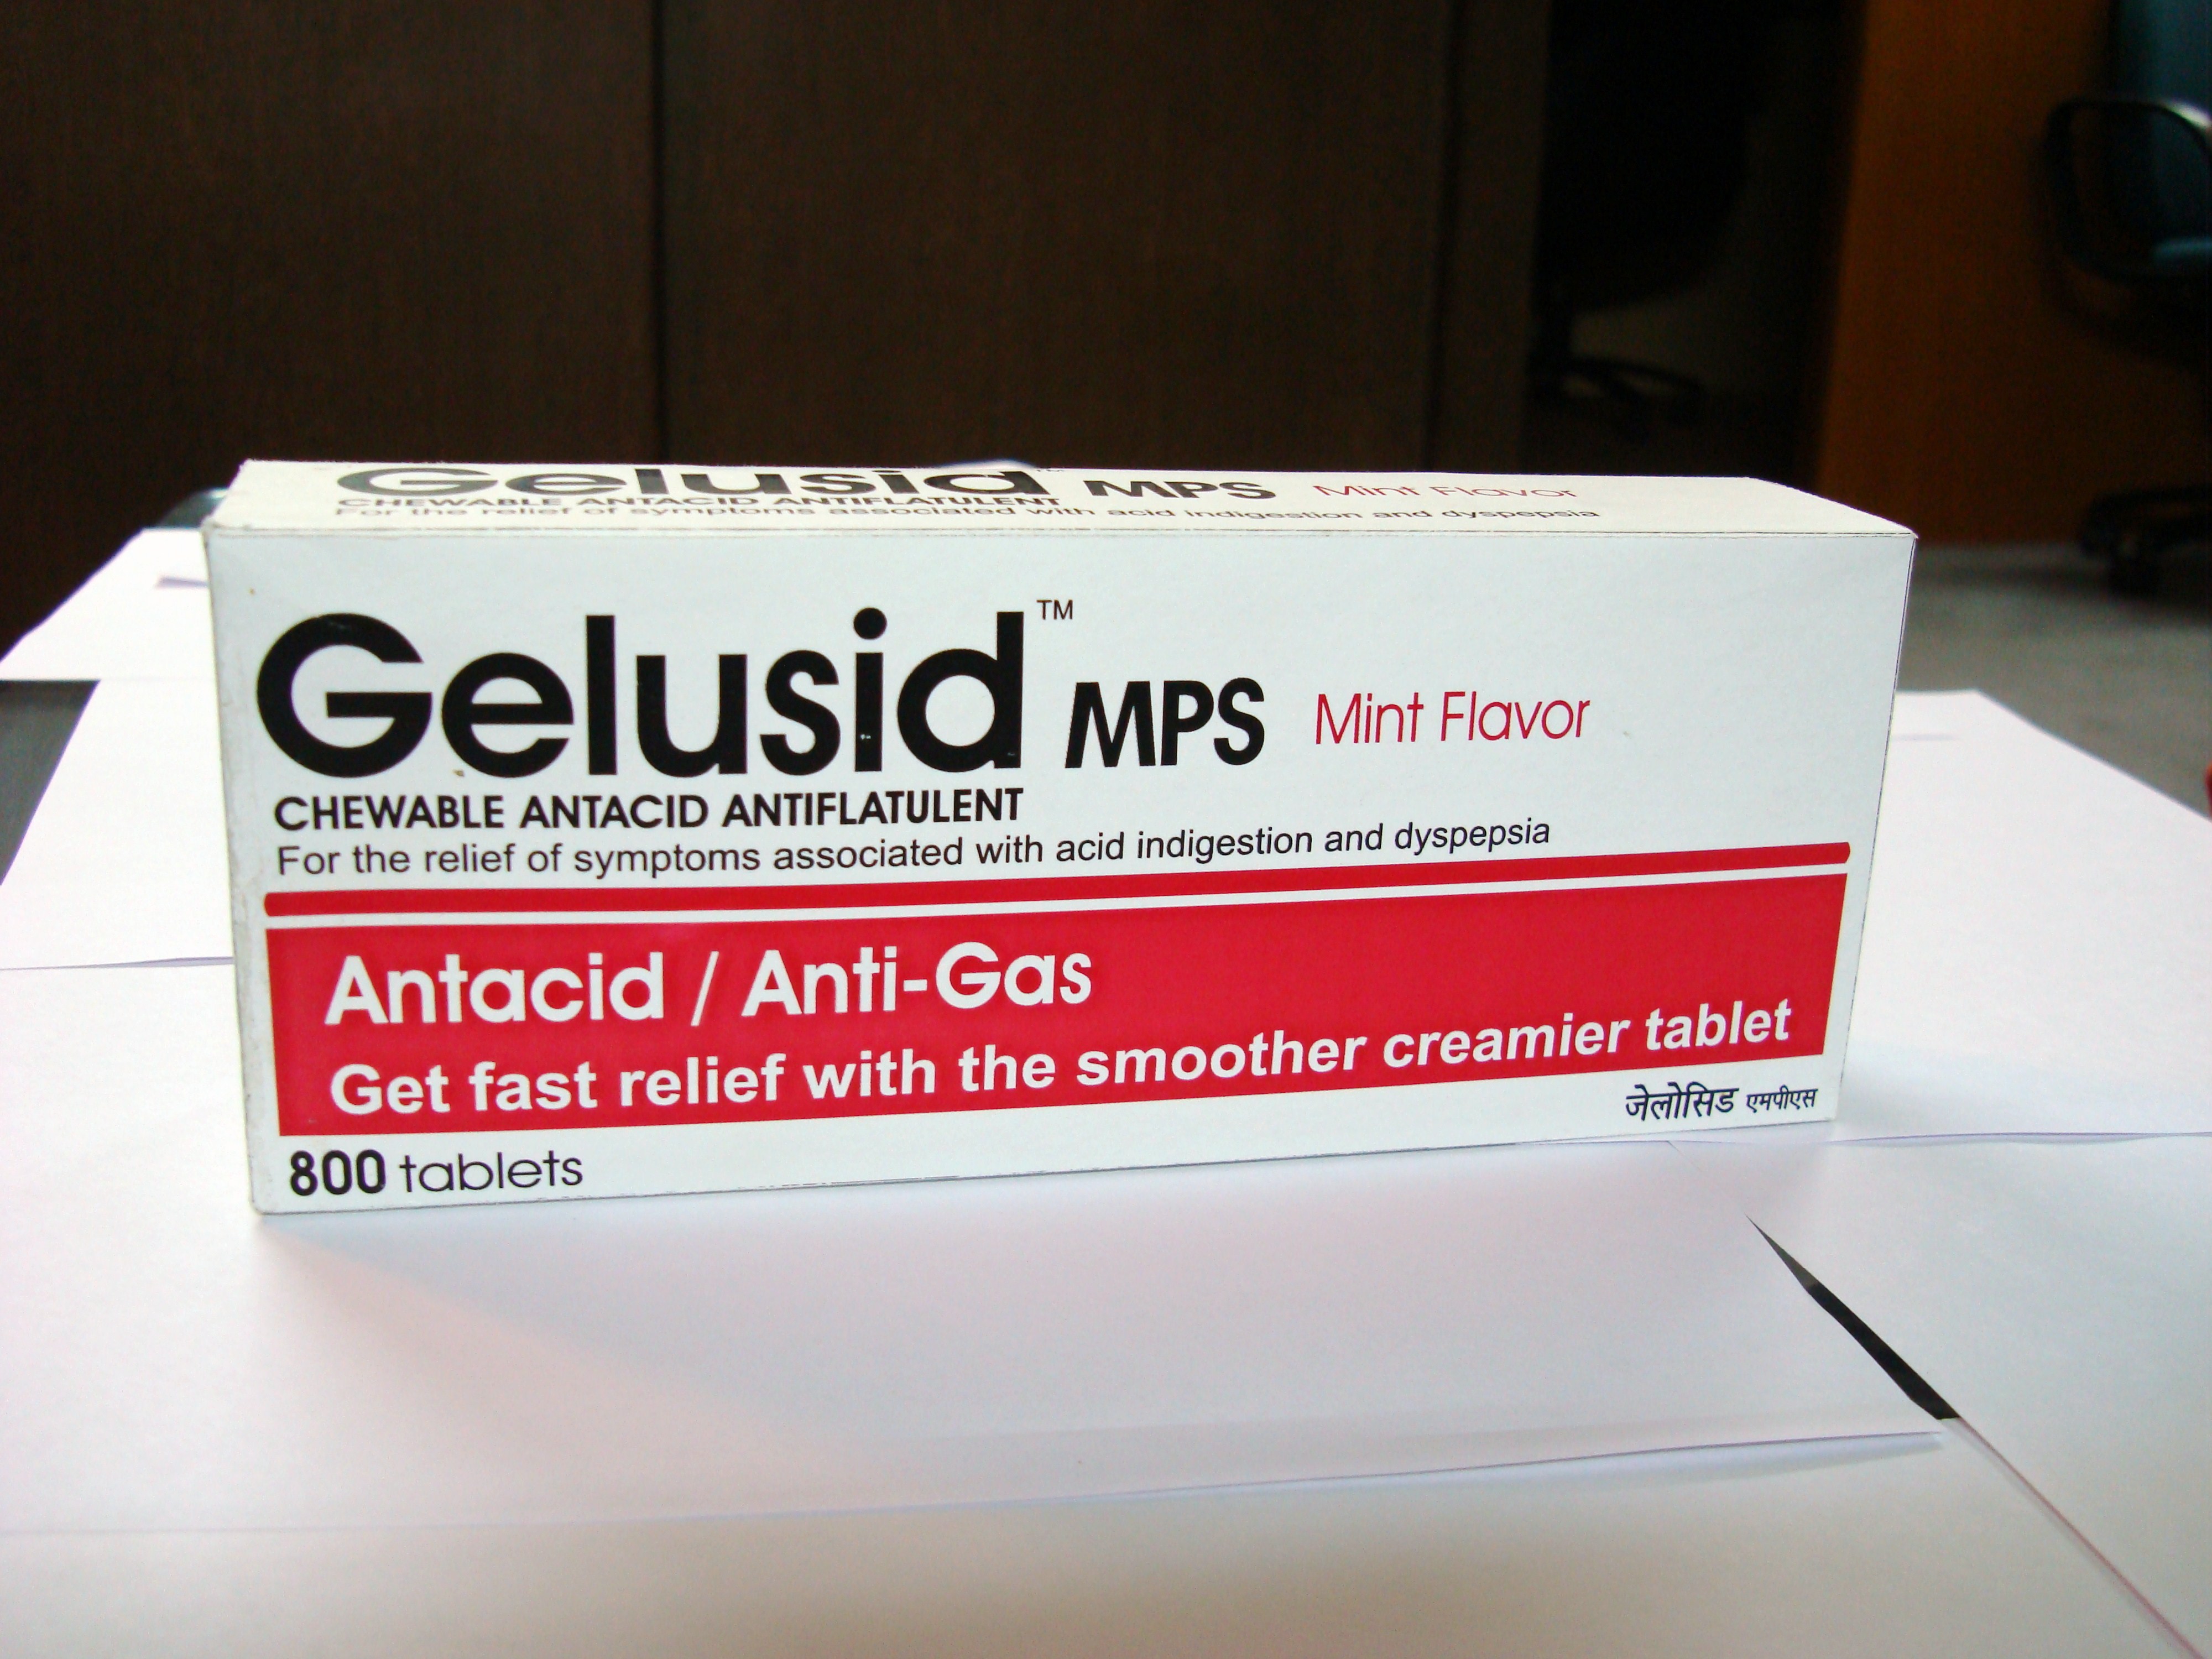 Gelusid™ MPS Mint Flavor
CHEWABLE ANTACID ANTIFLATULENT
For the relief of symptoms associated with acid indigestion and dyspepsia
Gelusid™ MPS Mint Flavor
CHEWABLE ANTACID ANTIFLATULENT
For the relief of symptoms associated with acid indigestion and dyspepsia
Antacid / Anti-Gas
Get fast relief with the smoother creamier tablet
जेलोसिड एमपीएस
800 tablets